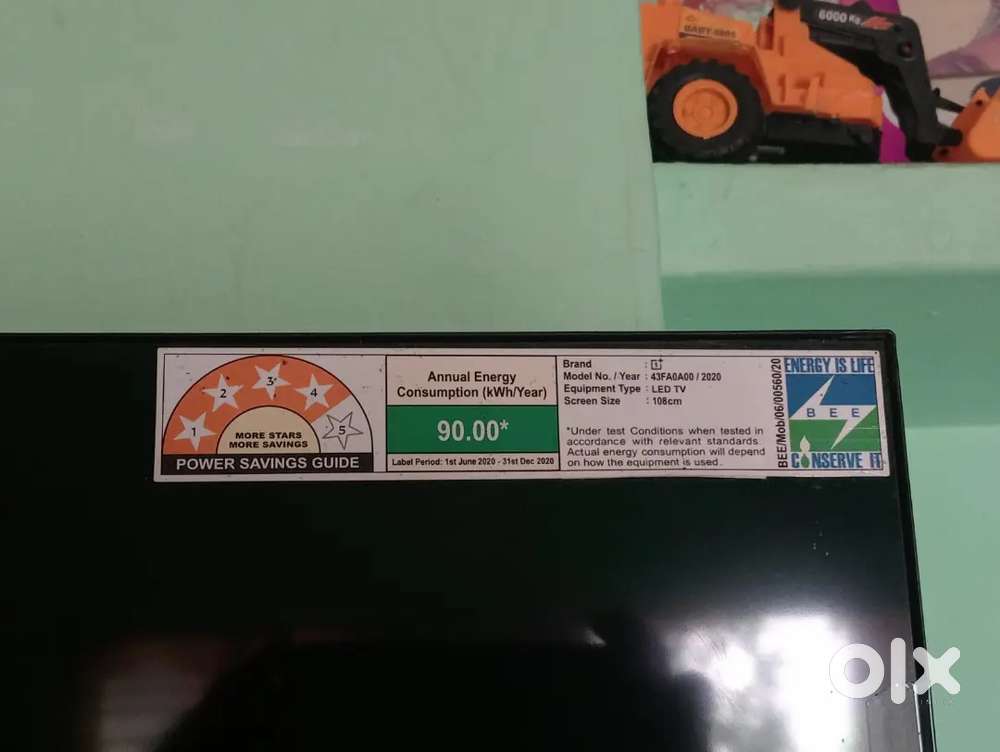 6000 Kg
1
2
3
4
5
MORE STARS
MORE SAVINGS
POWER SAVINGS GUIDE
Annual Energy
Consumption (kWh/Year)
90.00*
Label Period: 1st June 2020 - 31st Dec 2020
Brand :
Model No. / Year : 43FA0A00 / 2020
Equipment Type : LED TV
Screen Size : 108cm
*Under test Conditions when tested in
accordance with relevant standards.
Actual energy consumption will depend
on how the equipment is used.
BEE/Mob/06/00560/20
ENERGY IS LIFE
BEE
CONSERVE IT
olx